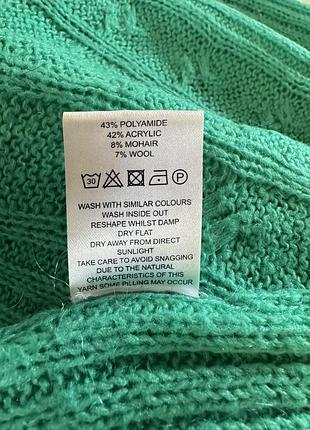 43% POLYAMIDE
42% ACRYLIC
8% MOHAIR
7% WOOL
30 P
WASH WITH SIMILAR COLOURS
WASH INSIDE OUT
RESHAPE WHILST DAMP
DRY FLAT
DRY AWAY FROM DIRECT
SUNLIGHT
TAKE CARE TO AVOID SNAGGING
DUE TO THE NATURAL
CHARACTERISTICS OF THIS
YARN SOME PILLING MAY OCCUR